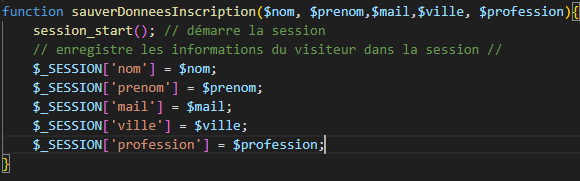 function sauverDonneesInscription($nom, $prenom,$mail,$ville, $profession){
session_start(); // démarre la session
// enregistre les informations du visiteur dans la session //
$_SESSION['nom'] = $nom;
$_SESSION['prenom'] = $prenom;
$_SESSION['mail'] = $mail;
$_SESSION['ville'] = $ville;
$_SESSION['profession'] = $profession;
}